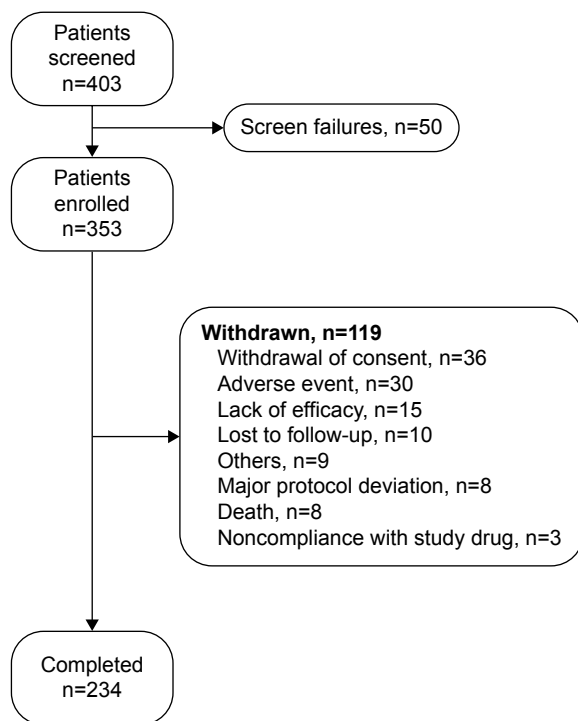 Patients
screened
n=403
Screen failures, n=50
Patients
enrolled
n=353
Withdrawn, n=119
Withdrawal of consent, n=36
Adverse event, n=30
Lack of efficacy, n=15
Lost to follow-up, n=10
Others, n=9
Major protocol deviation, n=8
Death, n=8
Noncompliance with study drug, n=3
Completed
n=234